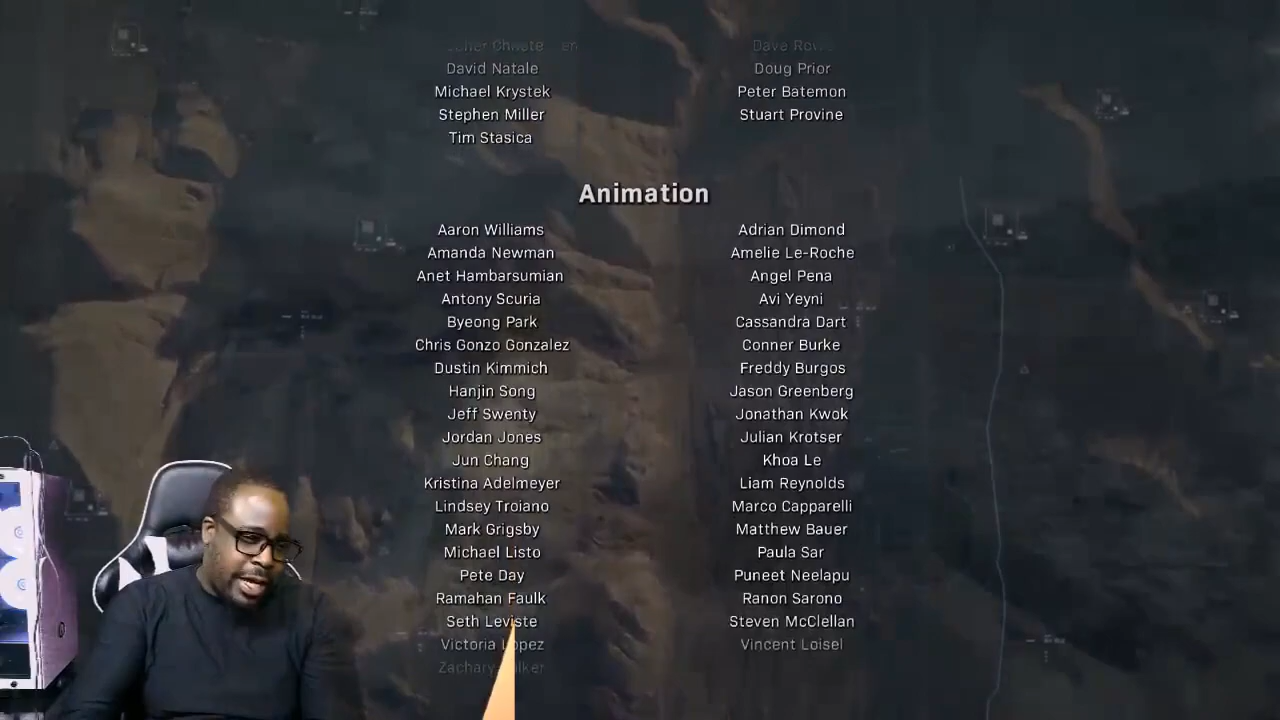 David Natale
Doug Prior
Michael Krystek
Peter Batemon
Stephen Miller
Stuart Provine
Tim Stasica
Animation
Aaron Williams
Adrian Dimond
Amanda Newman
Amelie Le-Roche
Anet Hambarsumian
Angel Pena
Antony Scuria
Avi Yeyni
Byeong Park
Cassandra Dart
Chris Gonzo Gonzalez
Conner Burke
Dustin Kimmich
Freddy Burgos
Hanjin Song
Jason Greenberg
Jeff Swenty
Jonathan Kwok
Jordan Jones
Julian Krotser
Jun Chang
Khoa Le
Kristina Adelmeyer
Liam Reynolds
Lindsey Troiano
Marco Capparelli
Mark Grigsby
Matthew Bauer
Michael Listo
Paula Sar
Pete Day
Puneet Neelapu
Ramahan Faulk
Ranon Sarono
Seth Leviste
Steven McClellan
Victoria Lopez
Vincent Loisel
Zachary